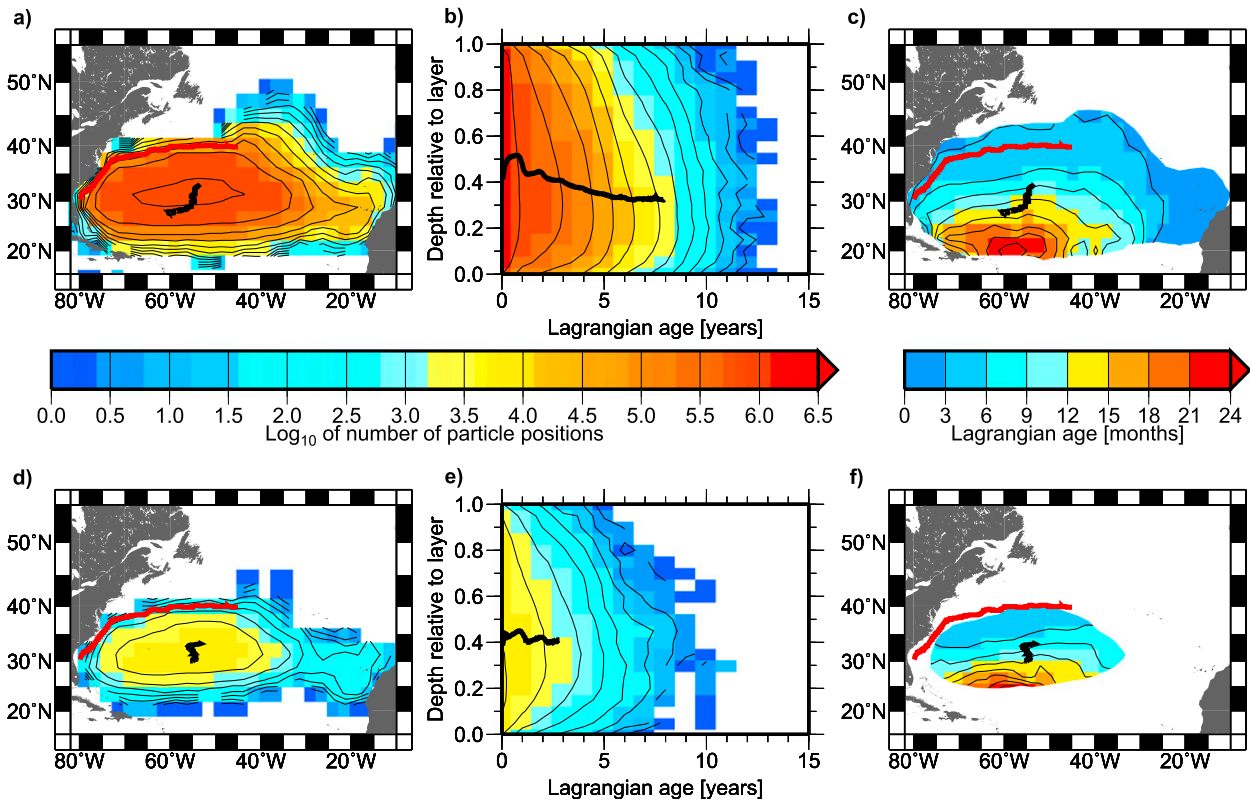 a)
50°N
40°N
30°N
20°N
80°W 60°W 40°W 20°W
b)
Depth relative to layer
1.0
0.8
0.6
0.4
0.2
0.0
0 5 10 15
Lagrangian age [years]
c)
50°N
40°N
30°N
20°N
80°W 60°W 40°W 20°W
0.0 0.5 1.0 1.5 2.0 2.5 3.0 3.5 4.0 4.5 5.0 5.5 6.0 6.5
Log10 of number of particle positions
0 3 6 9 12 15 18 21 24
Lagrangian age [months]
d)
50°N
40°N
30°N
20°N
80°W 60°W 40°W 20°W
e)
Depth relative to layer
1.0
0.8
0.6
0.4
0.2
0.0
0 5 10 15
Lagrangian age [years]
f)
50°N
40°N
30°N
20°N
80°W 60°W 40°W 20°W